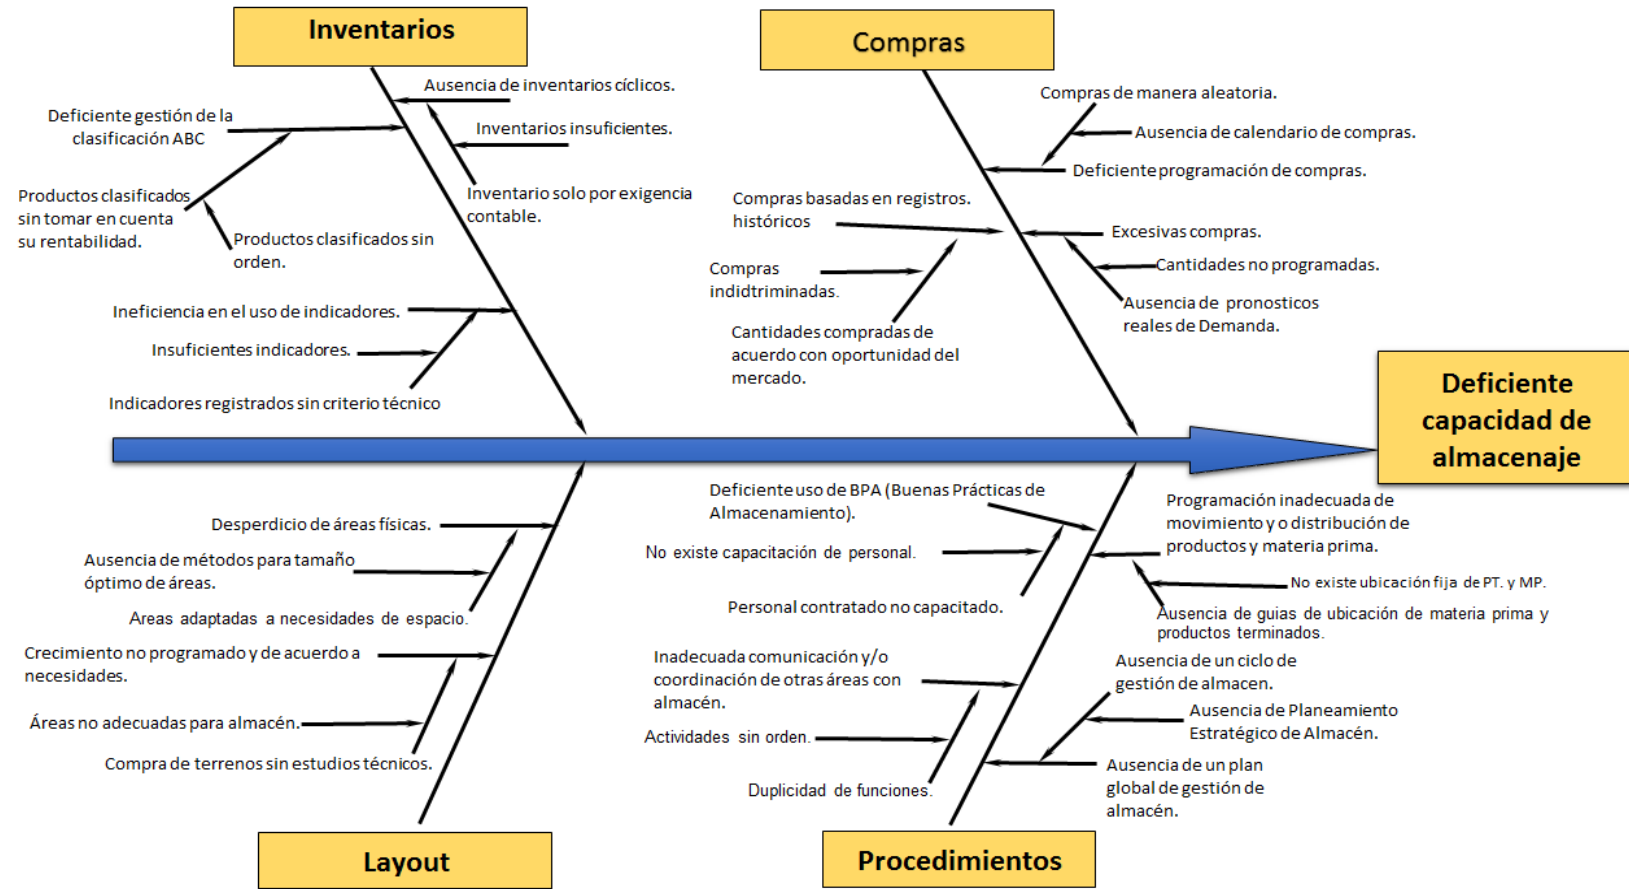 Inventarios
Compras
Ausencia de inventarios cíclicos.
Deficiente gestión de la
clasificación ABC
Inventarios insuficientes.
Productos clasificados
sin tomar en cuenta
su rentabilidad.
Inventario solo por exigencia
contable.
Productos clasificados sin
orden.
Ineficiencia en el uso de indicadores.
Insuficientes indicadores.
Indicadores registrados sin criterio técnico
Compras de manera aleatoria.
Ausencia de calendario de compras.
Deficiente programación de compras.
Compras basadas en registros.
históricos
Excesivas compras.
Compras
indidtriminadas.
Cantidades no programadas.
Ausencia de pronosticos
reales de Demanda.
Cantidades compradas de
acuerdo con oportunidad del
mercado.
Deficiente
capacidad de
almacenaje
Desperdicio de áreas físicas.
Ausencia de métodos para tamaño
óptimo de áreas.
Areas adaptadas a necesidades de espacio.
Crecimiento no programado y de acuerdo a
necesidades.
Áreas no adecuadas para almacén.
Compra de terrenos sin estudios técnicos.
Deficiente uso de BPA (Buenas Prácticas de
Almacenamiento).
No existe capacitación de personal.
Personal contratado no capacitado.
Programación inadecuada de
movimiento y o distribución de
productos y materia prima.
No existe ubicación fija de PT. y MP.
Ausencia de guias de ubicación de materia prima y
productos terminados.
Inadecuada comunicación y/o
coordinación de otras áreas con
almacén.
Actividades sin orden.
Duplicidad de funciones.
Ausencia de un ciclo de
gestión de almacen.
Ausencia de Planeamiento
Estratégico de Almacén.
Ausencia de un plan
global de gestión de
almacén.
Layout
Procedimientos